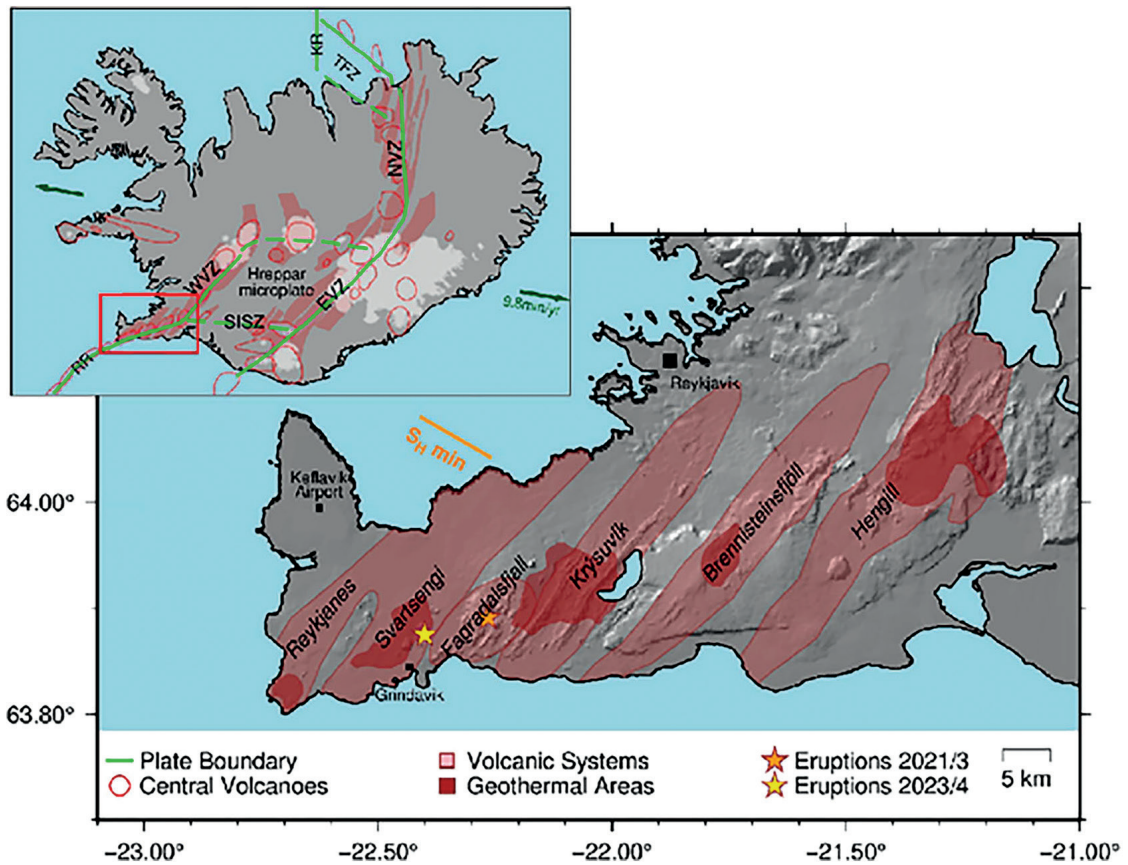 KR
TFZ
NVZ
WVZ
Hreppar
microplate
EVZ
SISZ
RR
9.8mm/yr
Reykjavik
SH min
Keflavik
Airport
Reykjanes
Svartsengi
Fagradalsfjall
Krysuvik
Brennisteinsfjöll
Hengill
Grindavik
64.00°
63.80°
Plate Boundary
Central Volcanoes
Volcanic Systems
Geothermal Areas
Eruptions 2021/3
Eruptions 2023/4
5 km
−23.00° −22.50° −22.00° −21.50° −21.00°